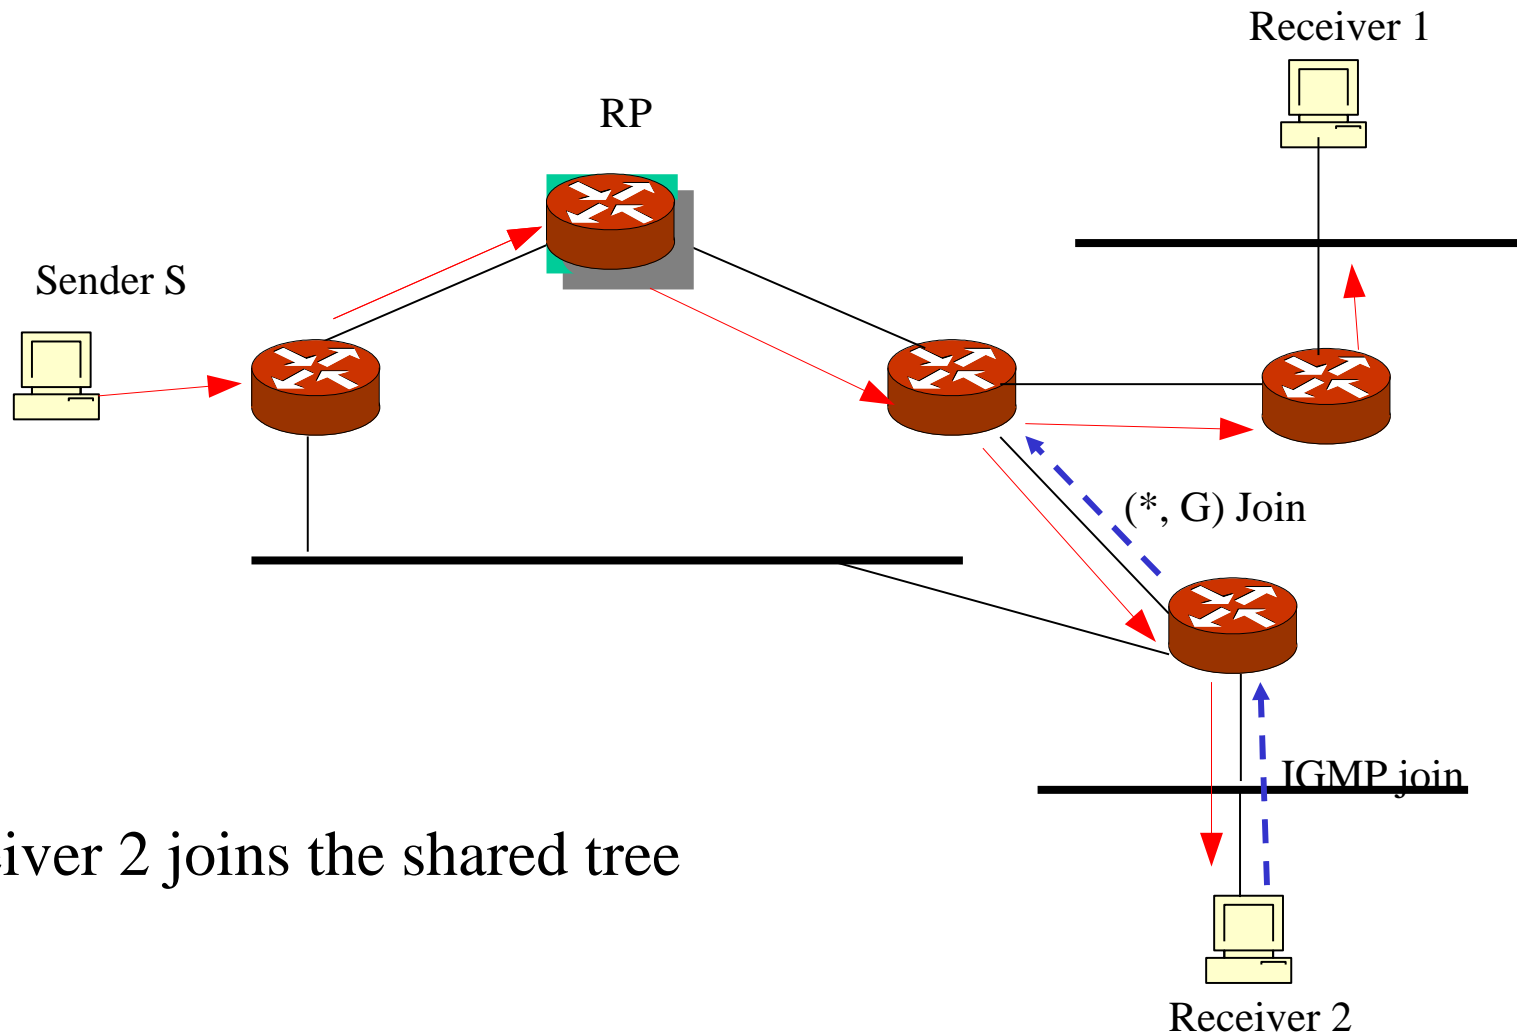 Receiver 1
RP
Sender S
(*, G) Join
IGMP join
iver 2 joins the shared tree
Receiver 2